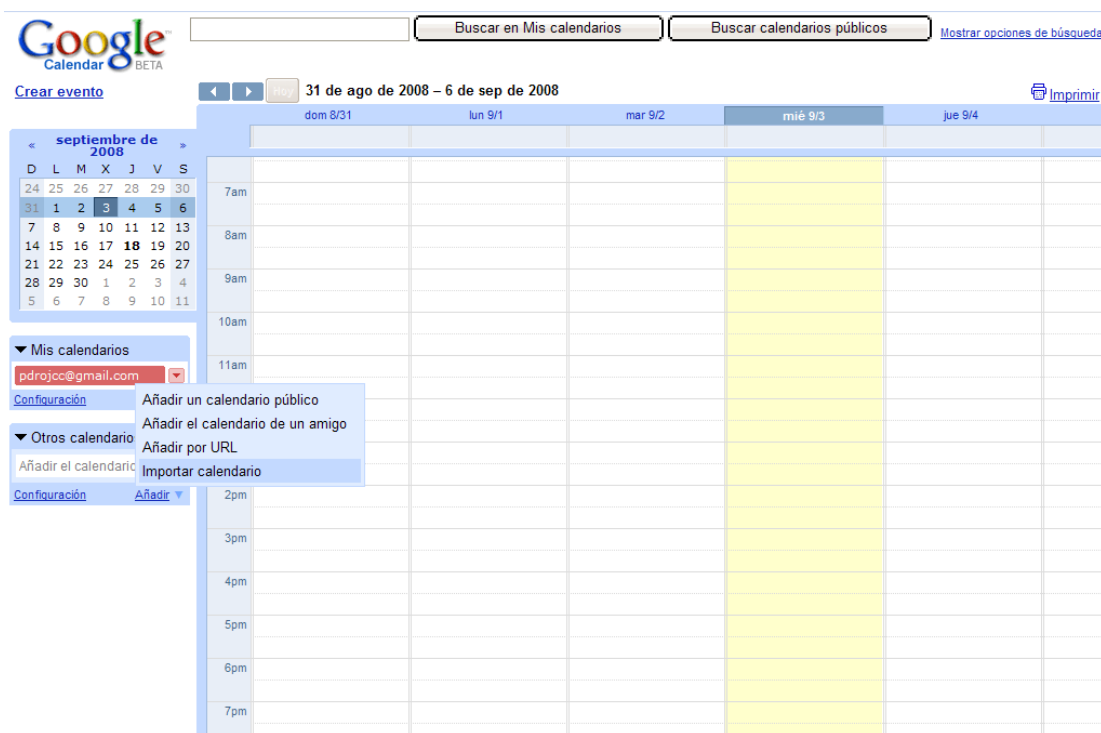 Google
Calendar BETA
Buscar en Mis calendarios
Buscar calendarios públicos
Mostrar opciones de búsqueda
Crear evento
Hoy
31 de ago de 2008 – 6 de sep de 2008
Imprimir
dom 8/31 lun 9/1 mar 9/2 mié 9/3 jue 9/4
« septiembre de 2008 »
D L M X J V S
24 25 26 27 28 29 30
31 1 2 3 4 5 6
7 8 9 10 11 12 13
14 15 16 17 18 19 20
21 22 23 24 25 26 27
28 29 30 1 2 3 4
5 6 7 8 9 10 11
Mis calendarios
pdrojcc@gmail.com
Configuración
Otros calendario
Añadir el calendario
Configuración Añadir
Añadir un calendario público
Añadir el calendario de un amigo
Añadir por URL
Importar calendario
7am
8am
9am
10am
11am
2pm
3pm
4pm
5pm
6pm
7pm